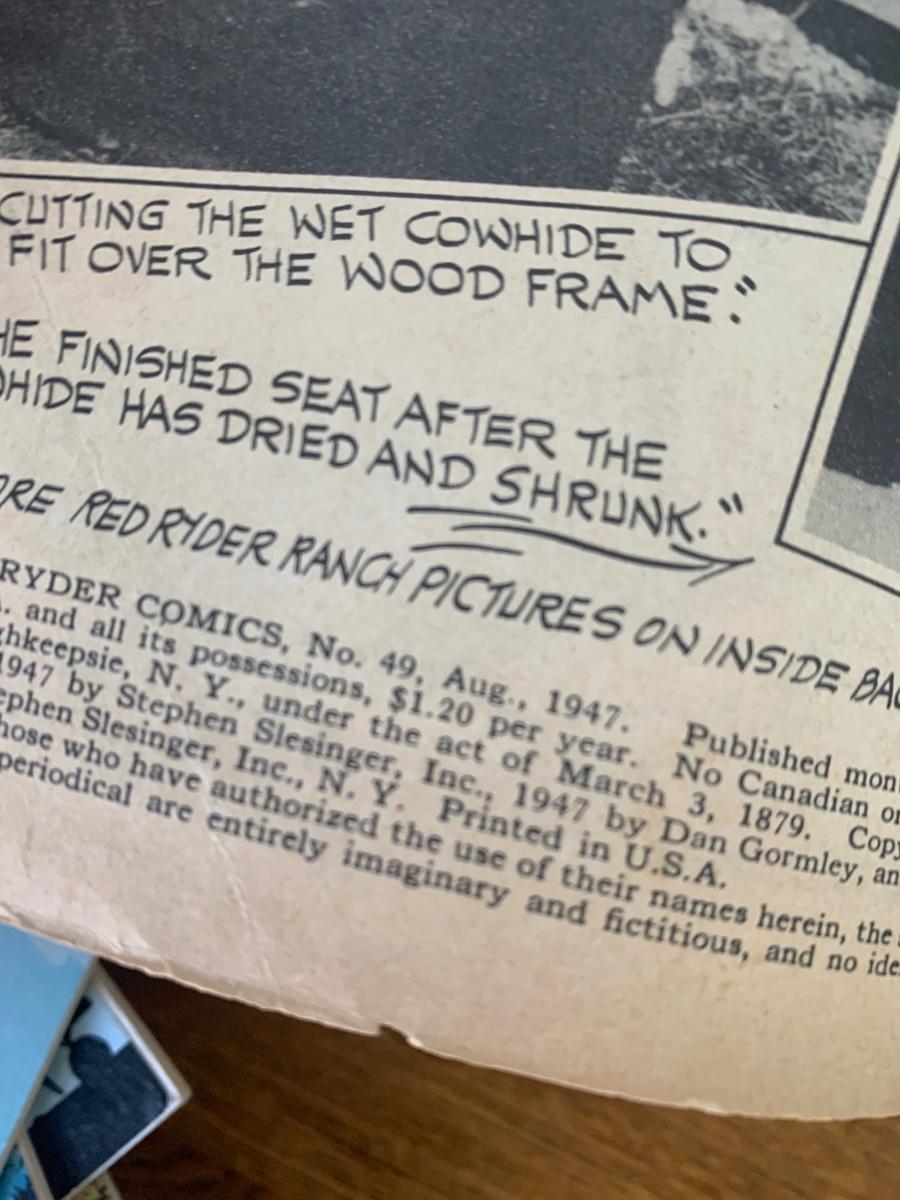 CUTTING THE WET COWHIDE TO
FIT OVER THE WOOD FRAME."
HE FINISHED SEAT AFTER THE
HIDE HAS DRIED AND SHRUNK."
ORE RED RYDER RANCH PICTURES ON INSIDE BAC
RYDER COMICS, No. 49, Aug., 1947. Published mon
. and all its possessions, $1.20 per year. No Canadian or
ghkeepsie, N. Y., under the act of March 3, 1879. Copy
1947 by Stephen Slesinger, Inc., 1947 by Dan Gormley, an
ephen Slesinger, Inc., N. Y. Printed in U.S.A.
hose who have authorized the use of their names herein, the
periodical are entirely imaginary and fictitious, and no ide